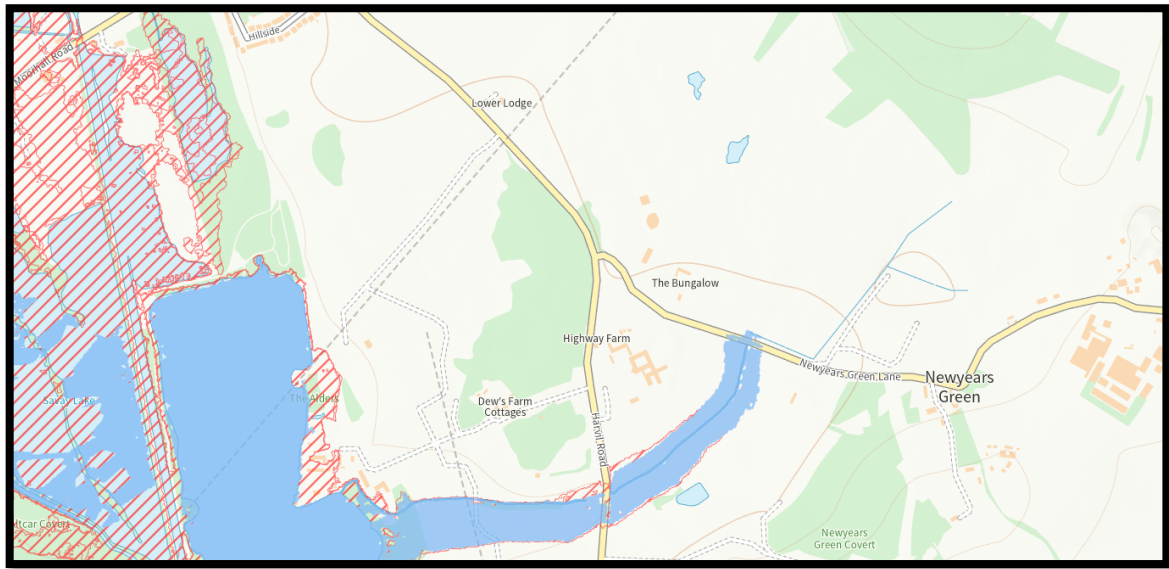 Hillside
Moorhall Road
Lower Lodge
The Bungalow
Highway Farm
Newyears Green Lane
Newyears
Green
Savay Lake
The Alders
Dew's Farm
Cottages
Harvil Road
Covert
Newyears
Green Covert